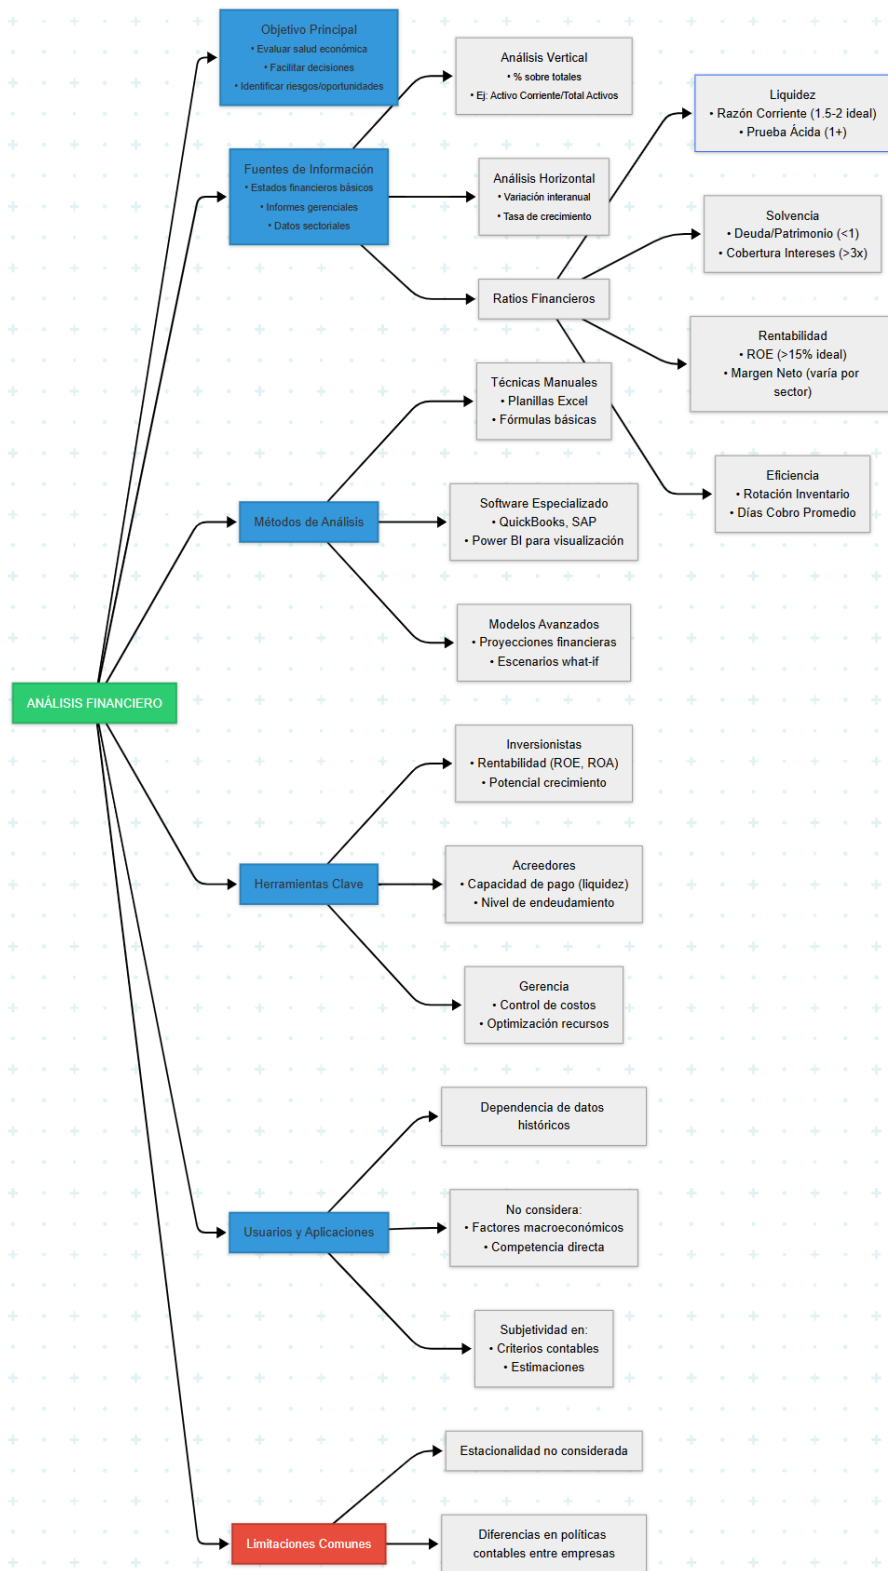 Objetivo Principal
• Evaluar salud económica
• Facilitar decisiones
• Identificar riesgos/oportunidades
Análisis Vertical
• % sobre totales
• Ej: Activo Corriente/Total Activos
Liquidez
• Razón Corriente (1.5-2 ideal)
• Prueba Ácida (1+)
Fuentes de Información
• Estados financieros básicos
• Informes gerenciales
• Datos sectoriales
Análisis Horizontal
• Variación interanual
• Tasa de crecimiento
Solvencia
• Deuda/Patrimonio (<1)
• Cobertura Intereses (>3x)
Ratios Financieros
Rentabilidad
• ROE (>15% ideal)
• Margen Neto (varía por
sector)
Técnicas Manuales
• Planillas Excel
• Fórmulas básicas
Eficiencia
• Rotación Inventario
• Días Cobro Promedio
Métodos de Análisis
Software Especializado
• QuickBooks, SAP
• Power BI para visualización
Modelos Avanzados
• Proyecciones financieras
• Escenarios what-if
ANÁLISIS FINANCIERO
Inversionistas
• Rentabilidad (ROE, ROA)
• Potencial crecimiento
Herramientas Clave
Acreedores
• Capacidad de pago (liquidez)
• Nivel de endeudamiento
Gerencia
• Control de costos
• Optimización recursos
Dependencia de datos
históricos
Usuarios y Aplicaciones
No considera:
• Factores macroeconómicos
• Competencia directa
Subjetividad en:
• Criterios contables
• Estimaciones
Estacionalidad no considerada
Limitaciones Comunes
Diferencias en políticas
contables entre empresas